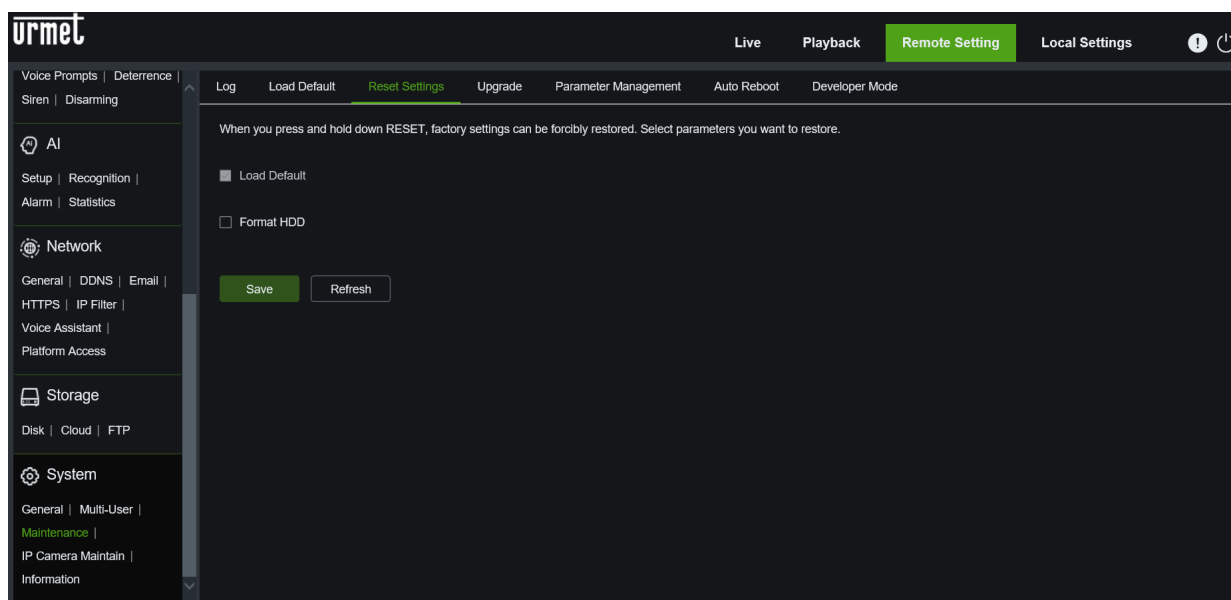 urmet
Live Playback Remote Setting Local Settings
Voice Prompts | Deterrence |
Siren | Disarming
AI
Setup | Recognition |
Alarm | Statistics
Network
General | DDNS | Email |
HTTPS | IP Filter |
Voice Assistant |
Platform Access
Storage
Disk | Cloud | FTP
System
General | Multi-User |
Maintenance |
IP Camera Maintain |
Information
Log Load Default Reset Settings Upgrade Parameter Management Auto Reboot Developer Mode
When you press and hold down RESET, factory settings can be forcibly restored. Select parameters you want to restore.
Load Default
Format HDD
Save Refresh